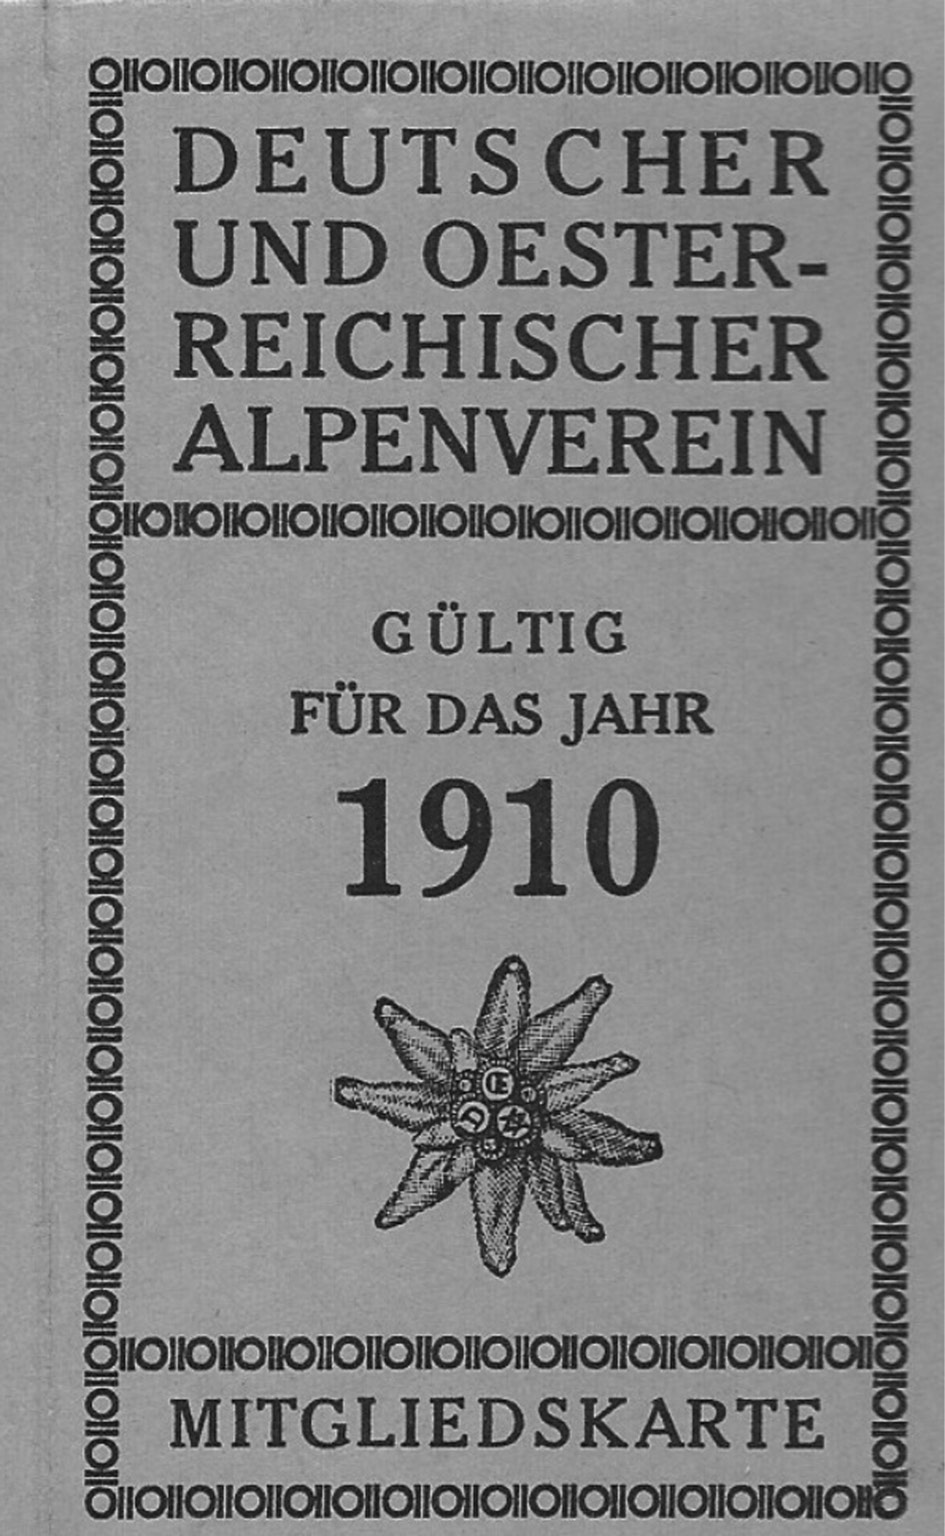 DEUTSCHER
UND OESTER-
REICHISCHER
ALPENVEREIN
GÜLTIG
FÜR DAS JAHR
1910
D E A V
MITGLIEDSKARTE